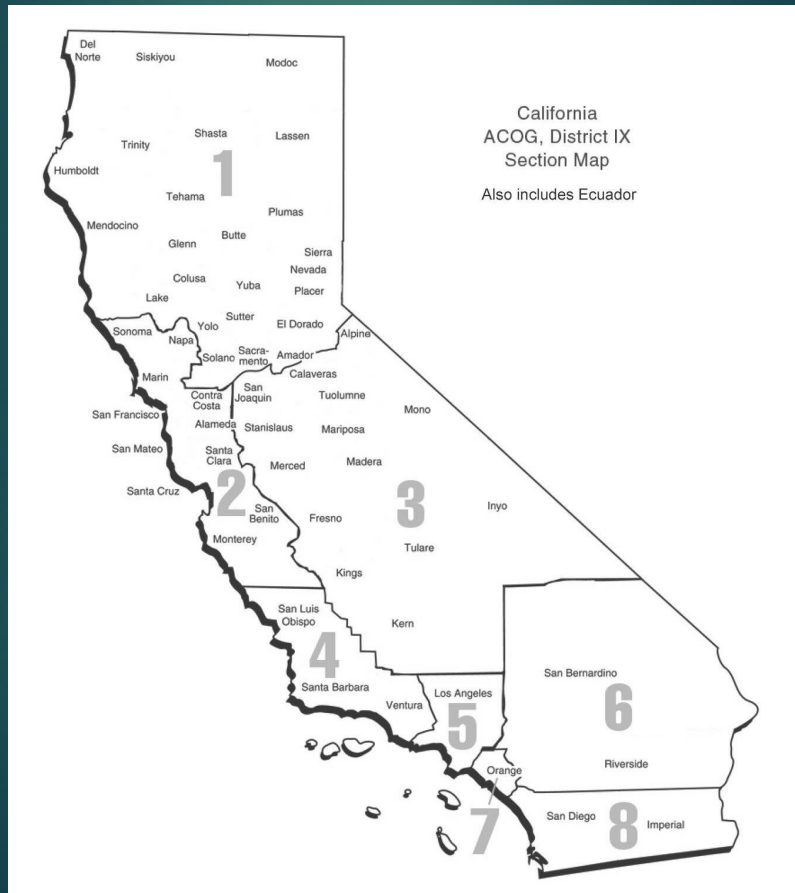 California
ACOG, District IX
Section Map
Also includes Ecuador
Del
Norte
Siskiyou
Modoc
Trinity
Shasta
Lassen
Humboldt
1
Tehama
Plumas
Mendocino
Glenn
Butte
Sierra
Nevada
Colusa
Yuba
Placer
Lake
Sutter
El Dorado
Yolo
Sonoma
Napa
Alpine
Solano
Sacra-
mento
Amador
Calaveras
Marin
Contra
Costa
San
Joaquin
Tuolumne
Mono
San Francisco
Alameda
Stanislaus
Mariposa
San Mateo
Santa
Clara
Merced
Madera
2
3
Santa Cruz
San
Benito
Fresno
Inyo
Monterey
Tulare
Kings
San Luis
Obispo
Kern
4
Santa Barbara
Ventura
Los Angeles
5
San Bernardino
6
Riverside
Orange
7
San Diego
8
Imperial